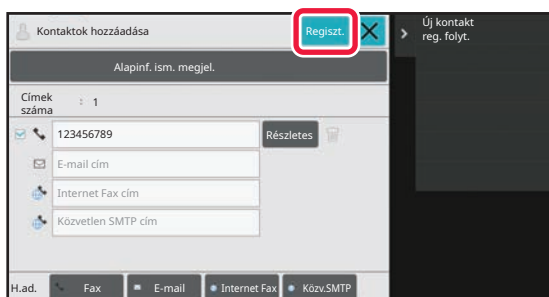 Kontaktok hozzáadása
Regiszt.
Új kontakt
reg. folyt.
Alapinf. ism. megjel.
Címek
száma : 1
123456789
Részletes
E-mail cím
Internet Fax cím
Közvetlen SMTP cím
H.ad. Fax E-mail Internet Fax Közv.SMTP